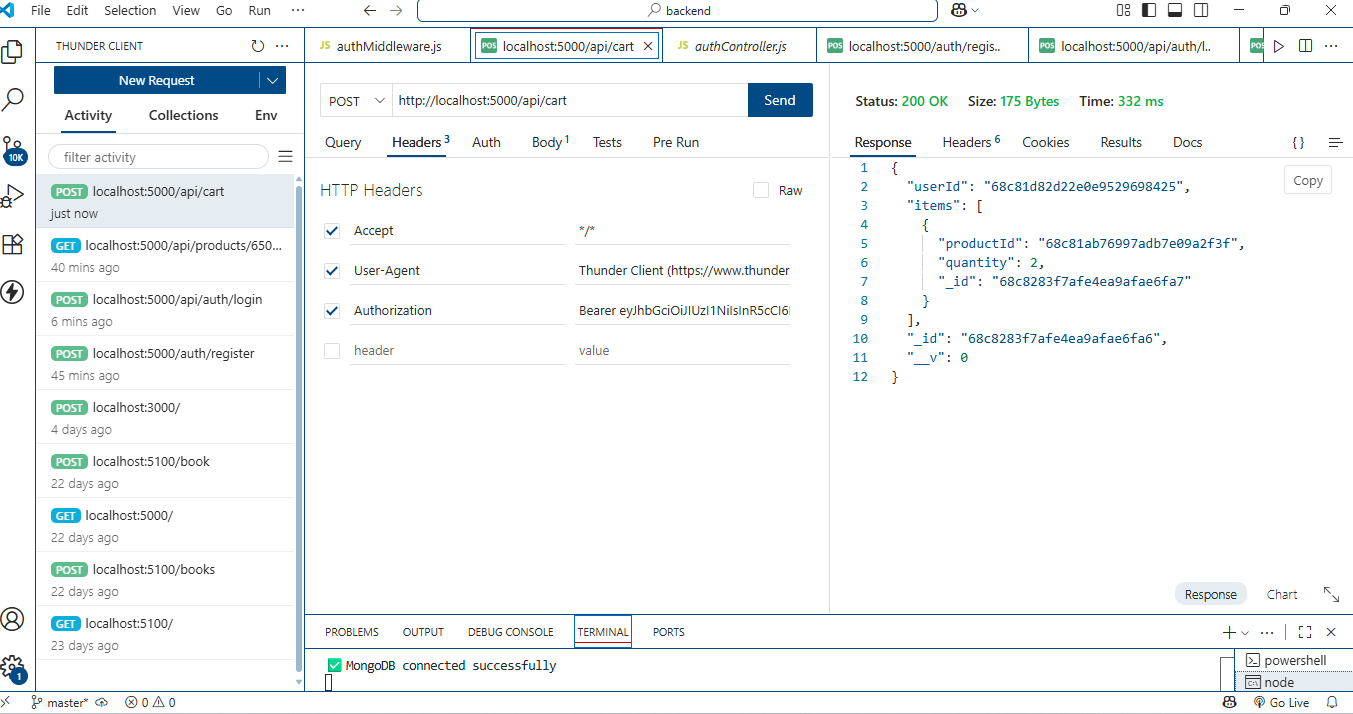 File Edit Selection View Go Run ··· ← → backend
THUNDER CLIENT ···
New Request
Activity Collections Env
filter activity
POST localhost:5000/api/cart
just now
GET localhost:5000/api/products/650...
40 mins ago
POST localhost:5000/api/auth/login
6 mins ago
POST localhost:5000/auth/register
45 mins ago
POST localhost:3000/
4 days ago
POST localhost:5100/book
22 days ago
GET localhost:5000/
22 days ago
POST localhost:5100/books
22 days ago
GET localhost:5100/
23 days ago
10K
1
JS authMiddleware.js POS localhost:5000/api/cart × JS authController.js POS localhost:5000/auth/regis.. POS localhost:5000/api/auth/l.. POS ···
POST http://localhost:5000/api/cart Send
Query Headers 3 Auth Body 1 Tests Pre Run
HTTP Headers Raw
Accept */*
User-Agent Thunder Client (https://www.thunder
Authorization Bearer eyJhbGciOiJIUzI1NiIsInR5cCI6I
header value
Status: 200 OK Size: 175 Bytes Time: 332 ms
Response Headers 6 Cookies Results Docs { }
Copy
1 {
2 "userId": "68c81d82d22e0e9529698425",
3 "items": [
4 {
5 "productId": "68c81ab76997adb7e09a2f3f",
6 "quantity": 2,
7 "_id": "68c8283f7afe4ea9afae6fa7"
8 }
9 ],
10 "_id": "68c8283f7afe4ea9afae6fa6",
11 "__v": 0
12 }
Response Chart
PROBLEMS OUTPUT DEBUG CONSOLE TERMINAL PORTS
MongoDB connected successfully
powershell
node
master* 0 0 Go Live